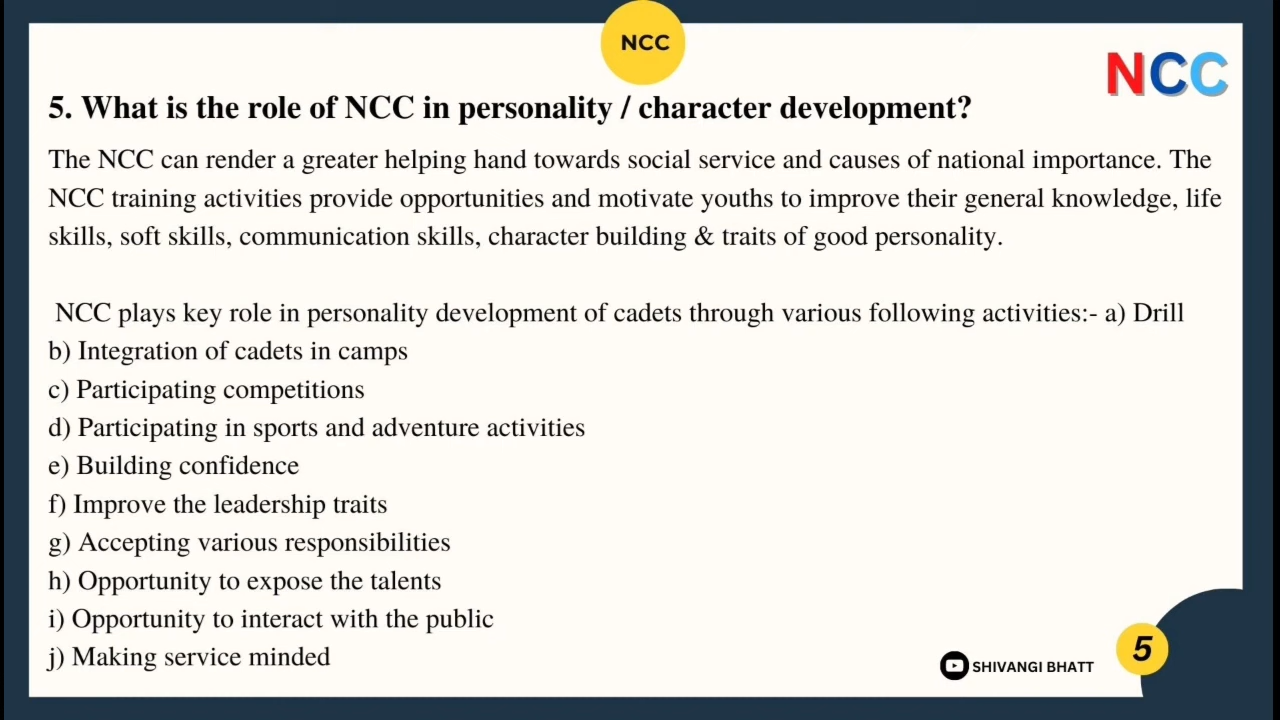 NCC
NCC
5. What is the role of NCC in personality / character development?
The NCC can render a greater helping hand towards social service and causes of national importance. The
NCC training activities provide opportunities and motivate youths to improve their general knowledge, life
skills, soft skills, communication skills, character building & traits of good personality.
NCC plays key role in personality development of cadets through various following activities:- a) Drill
b) Integration of cadets in camps
c) Participating competitions
d) Participating in sports and adventure activities
e) Building confidence
f) Improve the leadership traits
g) Accepting various responsibilities
h) Opportunity to expose the talents
i) Opportunity to interact with the public
j) Making service minded
SHIVANGI BHATT
5